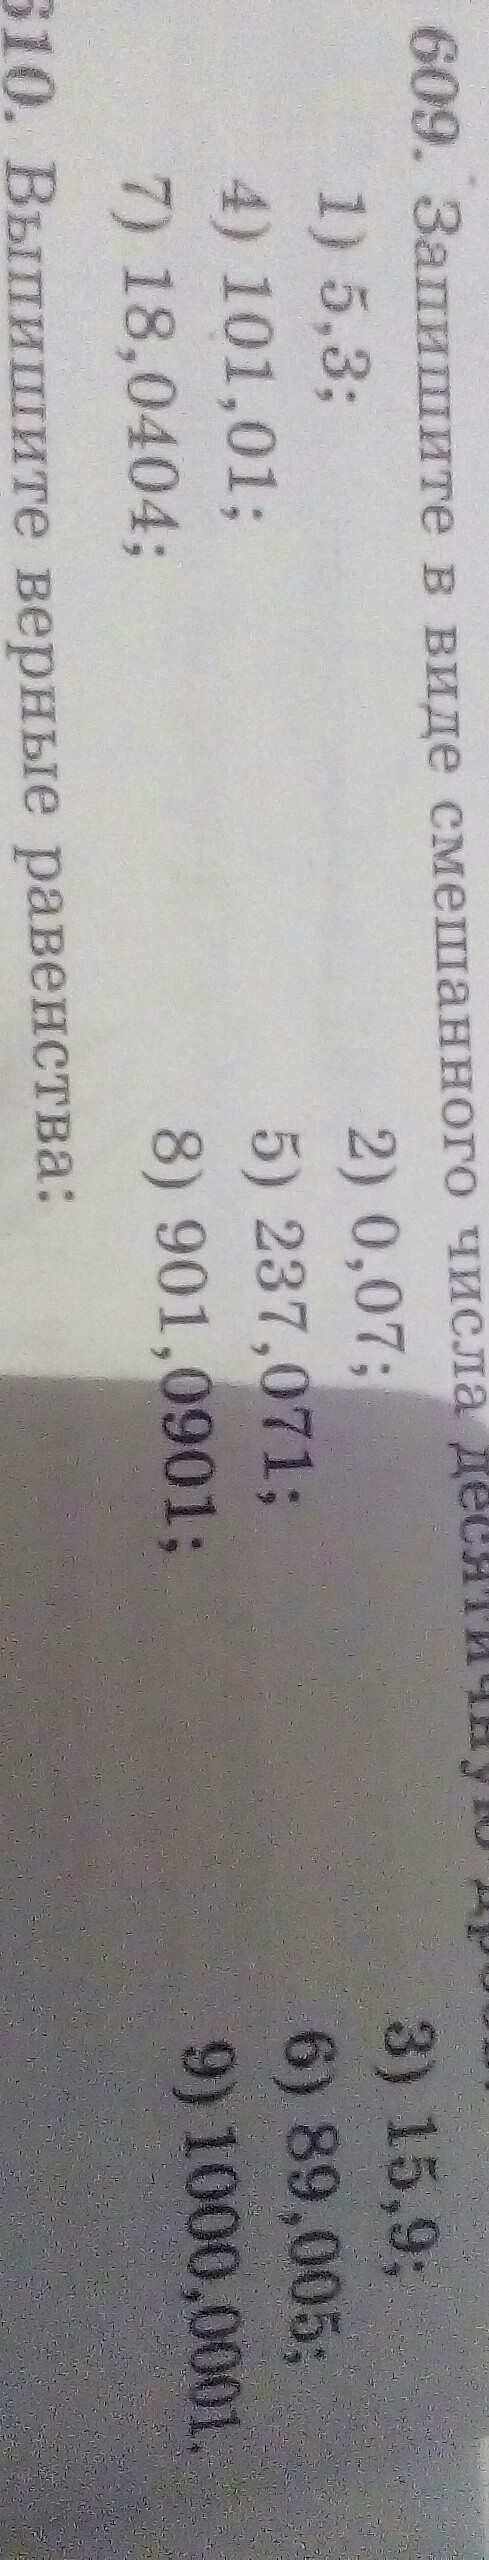 609. Запишите в виде смешанного числа десятичную
1) 5,3; 2) 0,07; 3) 15,9;
4) 101,01; 5) 237,071; 6) 89,005;
7) 18,0404; 8) 901,0901; 9) 1000,0001.
610. Выпишите верные равенства: